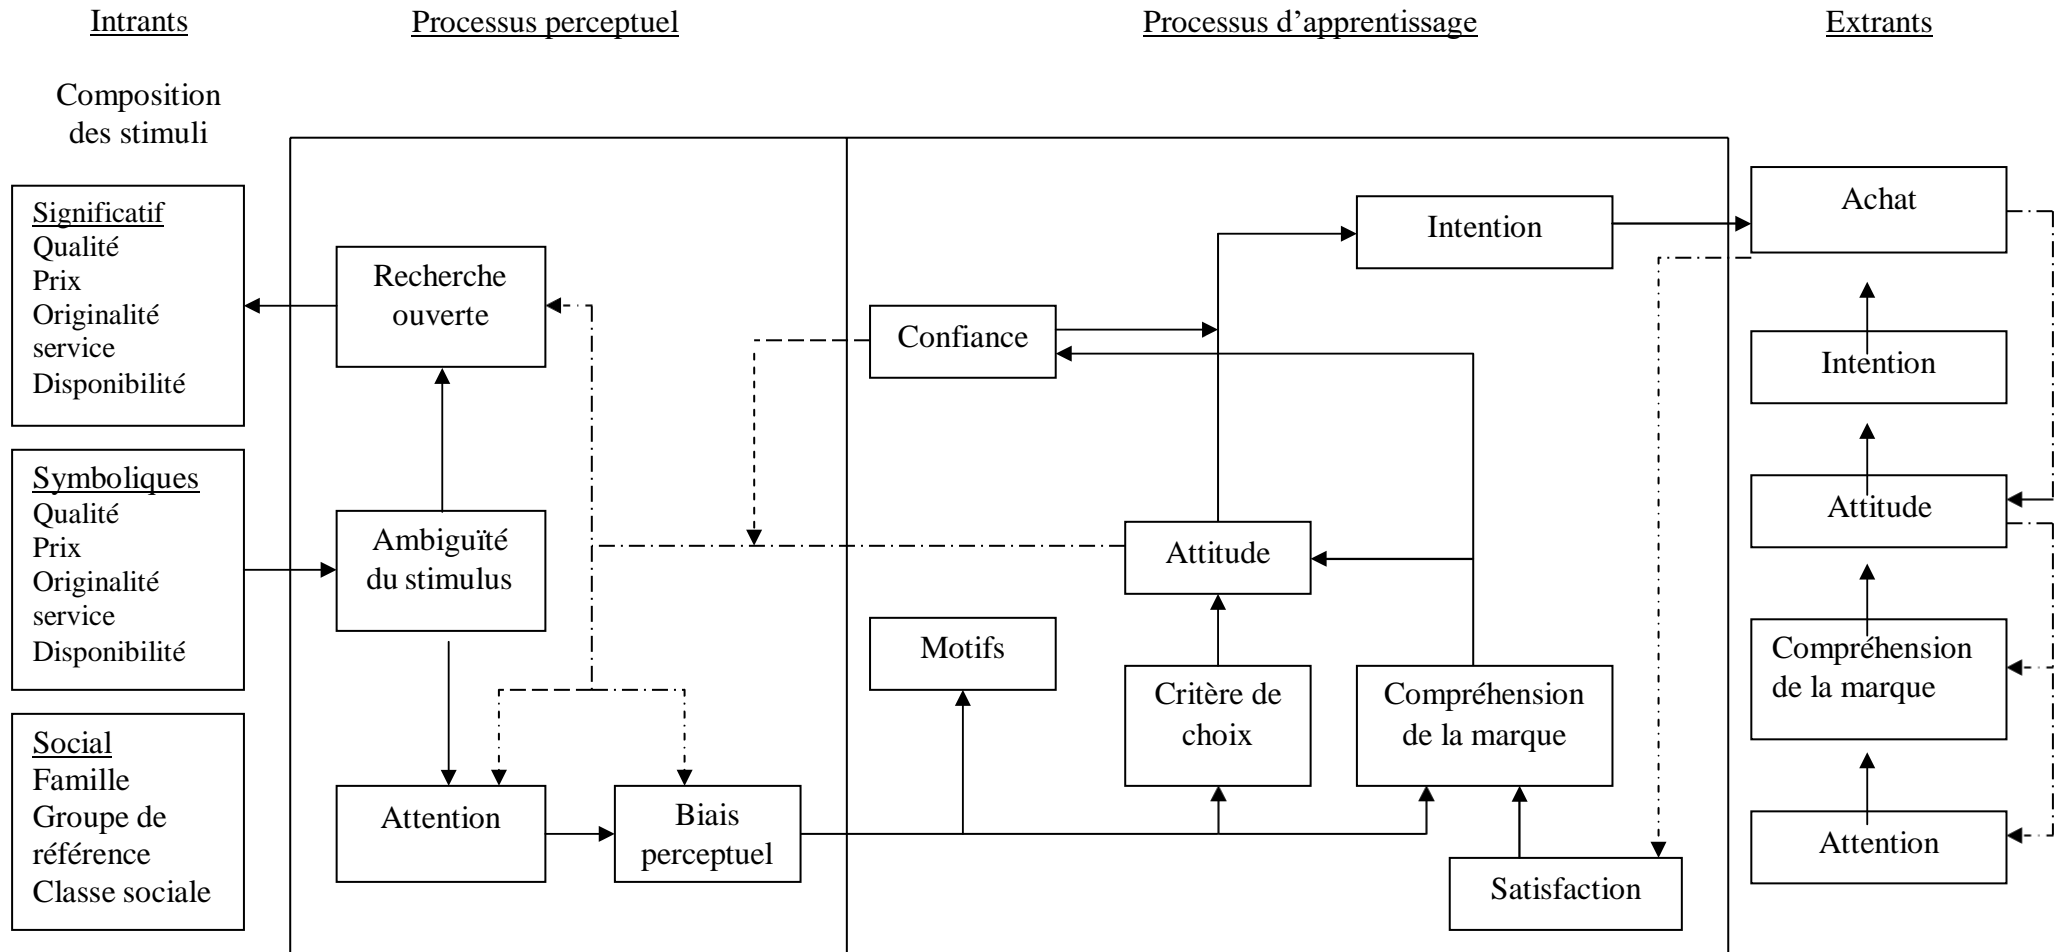 Intrants
Processus perceptuel
Processus d’apprentissage
Extrants
Composition
des stimuli
Significatif
Qualité
Prix
Originalité
service
Disponibilité
Symboliques
Qualité
Prix
Originalité
service
Disponibilité
Social
Famille
Groupe de
référence
Classe sociale
Recherche
ouverte
Ambiguïté
du stimulus
Attention
Biais
perceptuel
Intention
Confiance
Attitude
Motifs
Critère de
choix
Compréhension
de la marque
Satisfaction
Achat
Intention
Attitude
Compréhension
de la marque
Attention